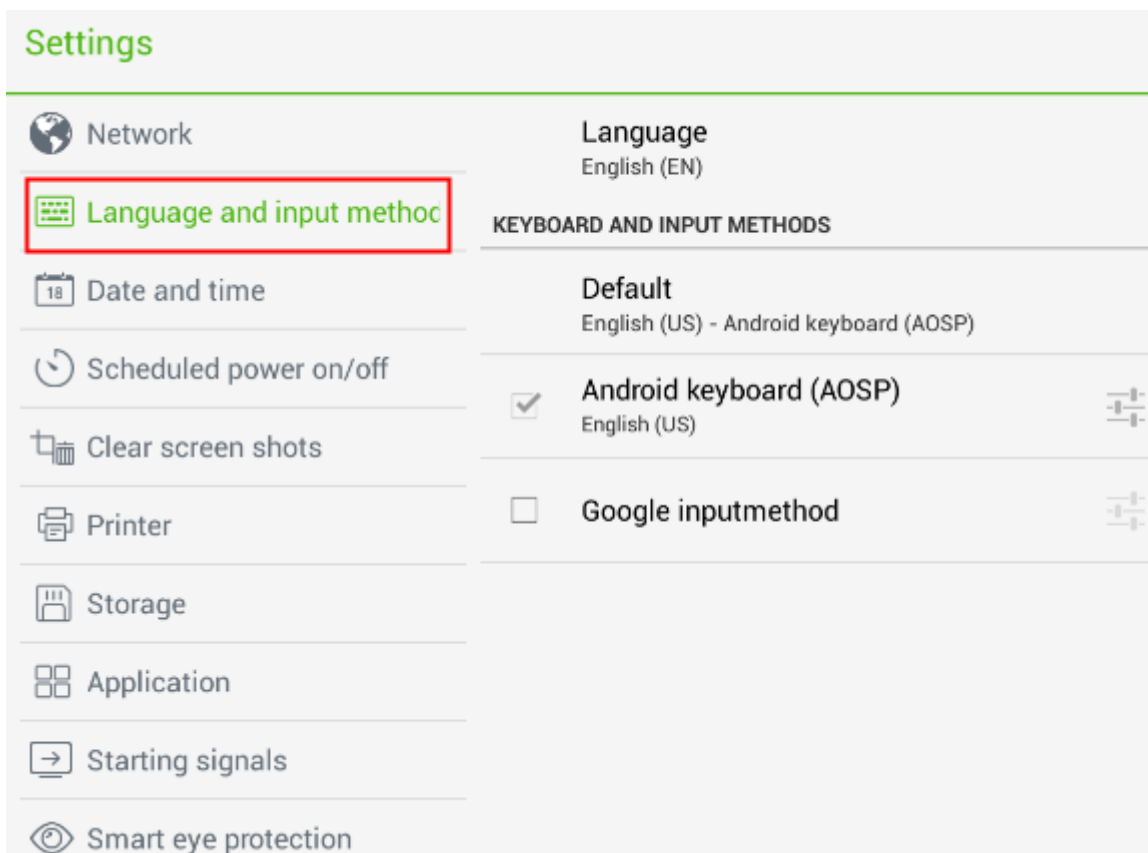 Settings
Network
Language and input method
Date and time
18
Scheduled power on/off
Clear screen shots
Printer
Storage
Application
Starting signals
Smart eye protection
Language
English (EN)
KEYBOARD AND INPUT METHODS
Default
English (US) - Android keyboard (AOSP)
Android keyboard (AOSP)
English (US)
Google inputmethod